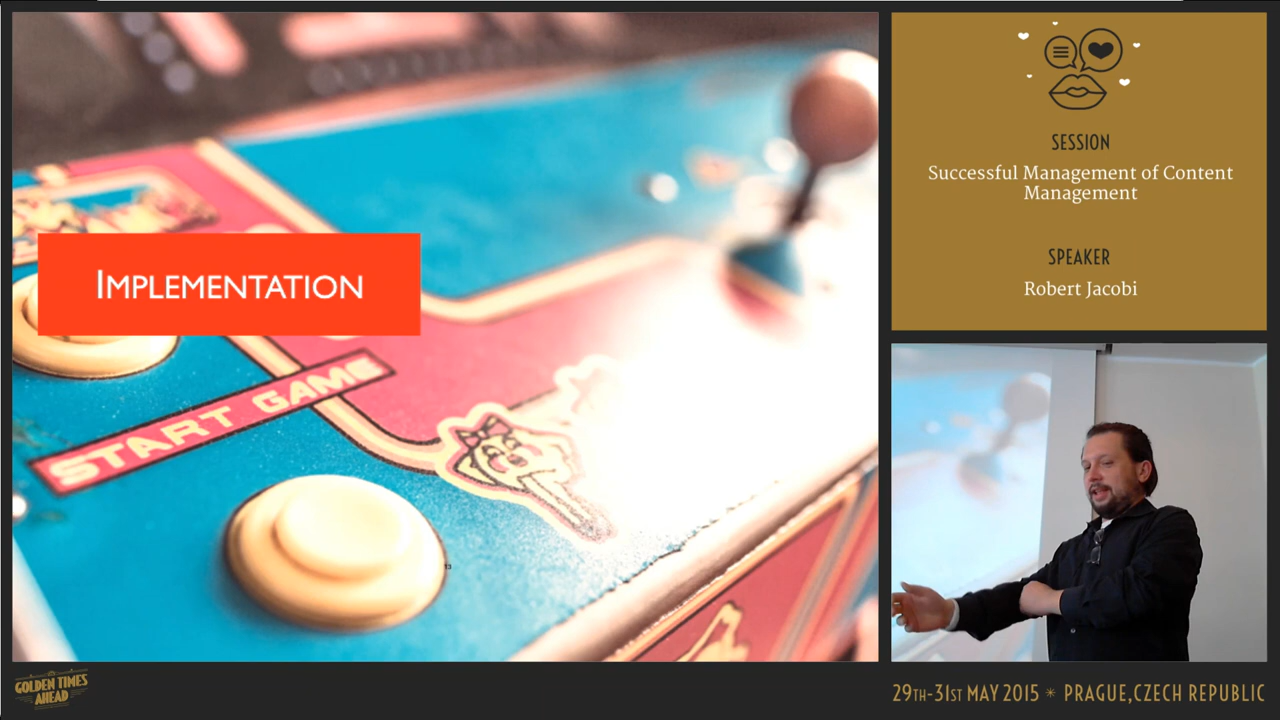 IMPLEMENTATION
START GAME
13
SESSION
Successful Management of Content
Management
SPEAKER
Robert Jacobi
GOLDEN TIMES
AHEAD
29TH-31ST MAY 2015 * PRAGUE, CZECH REPUBLIC